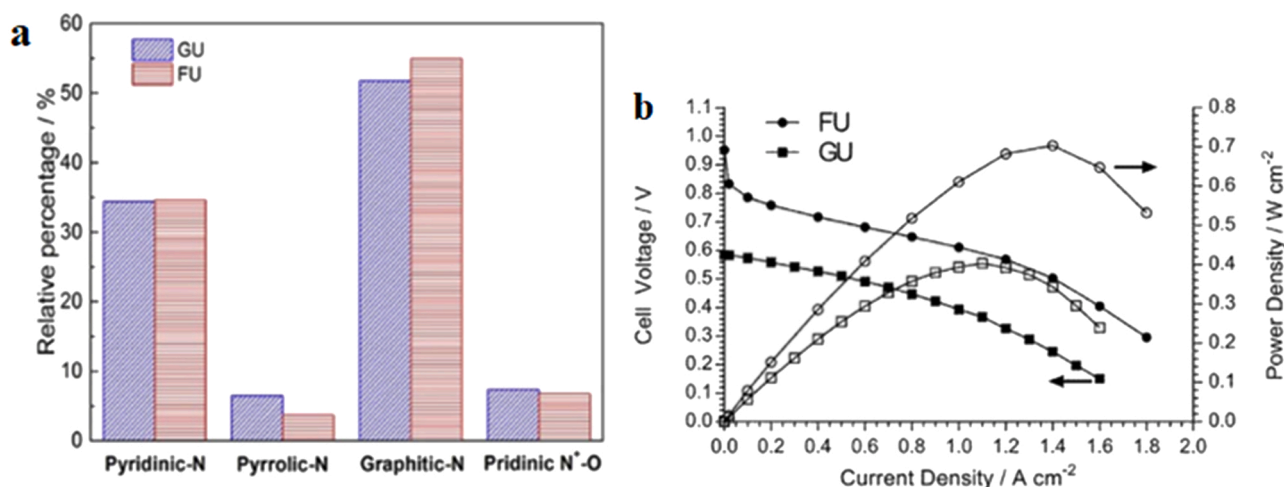 a
60
50
40
30
20
10
0
Relative percentage / %
GU
FU
Pyridinic-N
Pyrrolic-N
Graphitic-N
Pridinic N⁺-O
b
1.1
1.0
0.9
0.8
0.7
0.6
0.5
0.4
0.3
0.2
0.1
0.0
Cell Voltage / V
FU
GU
0.8
0.7
0.6
0.5
0.4
0.3
0.2
0.1
0.0
Power Density / W cm⁻²
0.0 0.2 0.4 0.6 0.8 1.0 1.2 1.4 1.6 1.8 2.0
Current Density / A cm⁻²